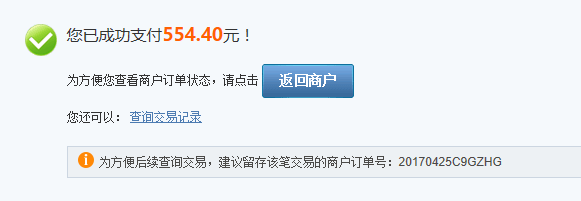 您已成功支付554.40元！
为方便您查看商户订单状态，请点击 返回商户
您还可以： 查询交易记录
为方便后续查询交易，建议留存该笔交易的商户订单号：20170425C9GZHG